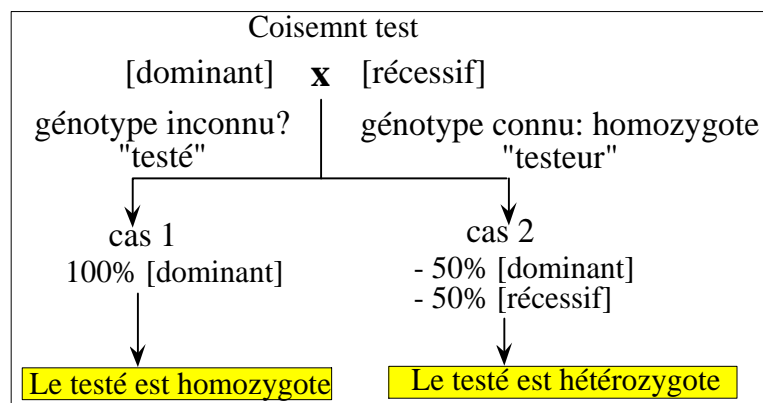 Coisemnt test
[dominant] x [récessif]
génotype inconnu? génotype connu: homozygote
"testé" "testeur"
cas 1 cas 2
100% [dominant] - 50% [dominant]
- 50% [récessif]
Le testé est homozygote Le testé est hétérozygote